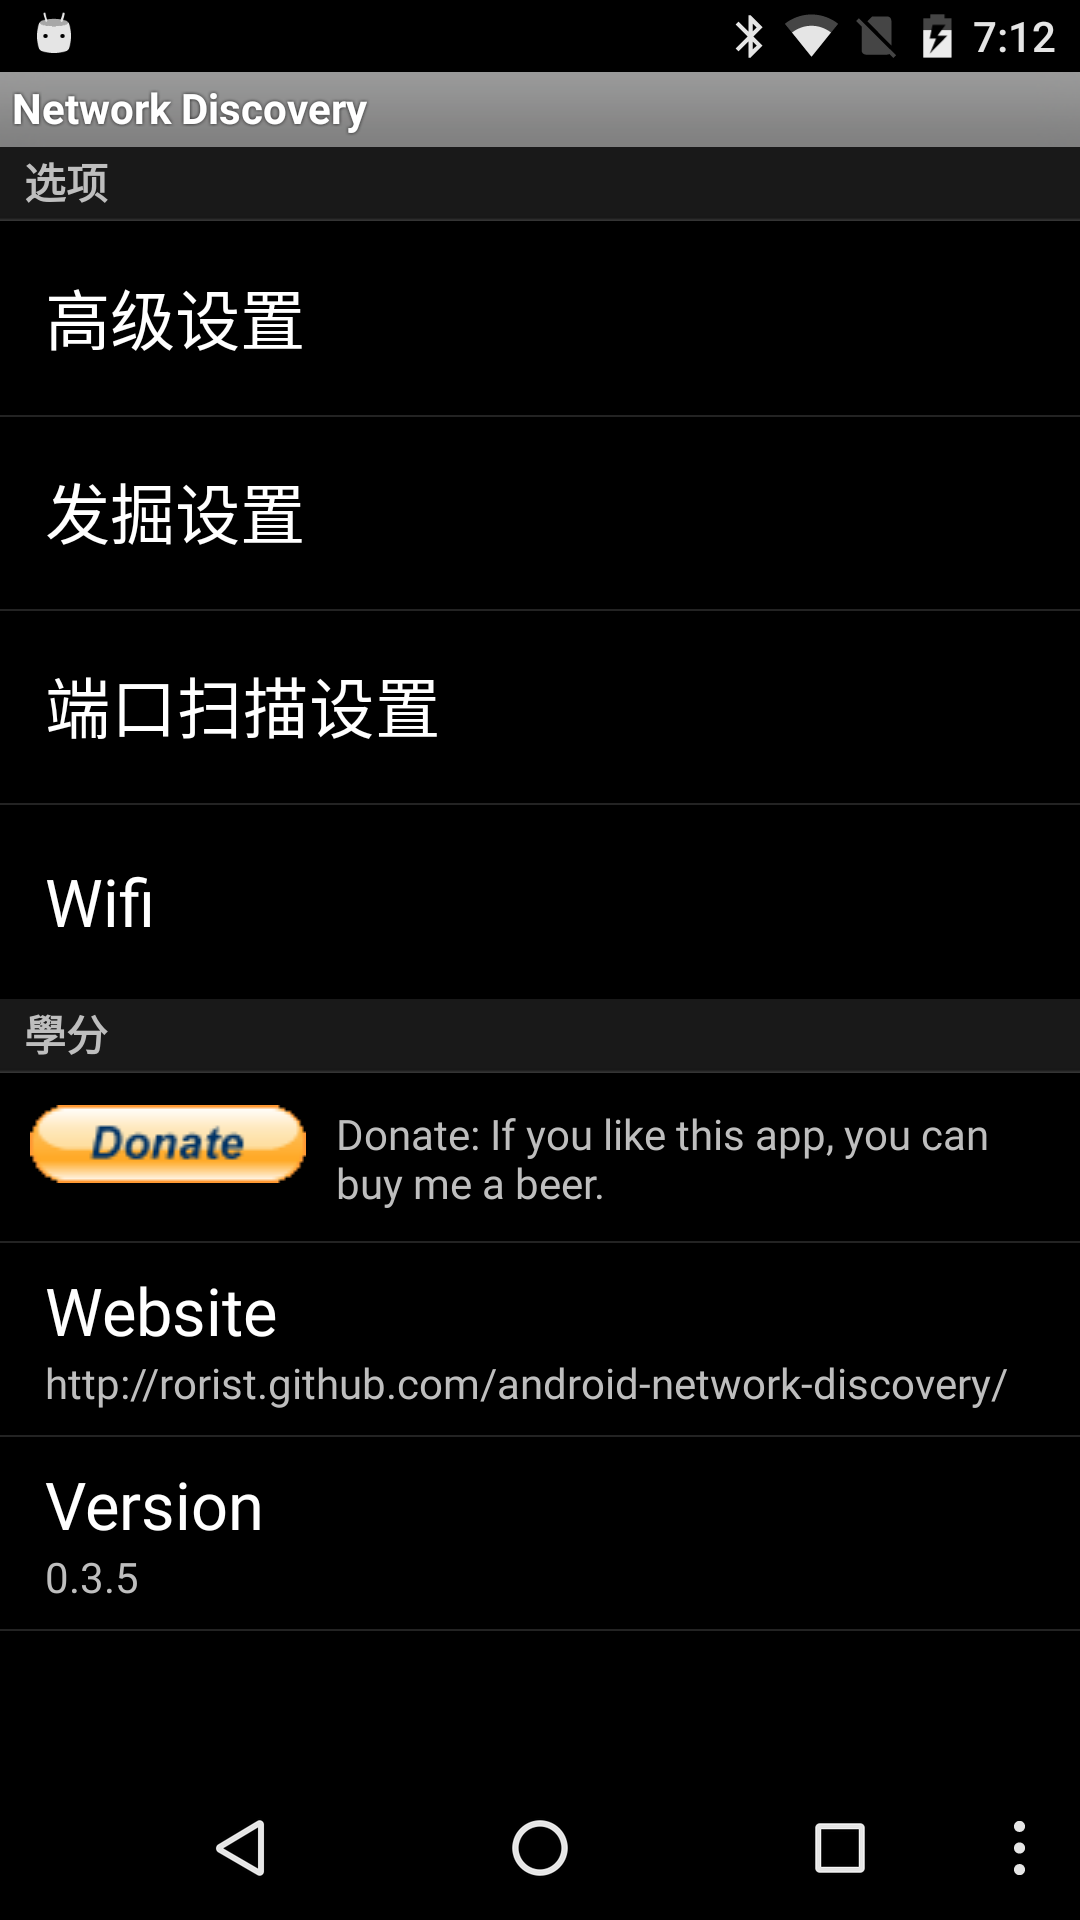 7:12
Network Discovery
选项
高级设置
发掘设置
端口扫描设置
Wifi
學分
Donate
Donate: If you like this app, you can
buy me a beer.
Website
http://rorist.github.com/android-network-discovery/
Version
0.3.5